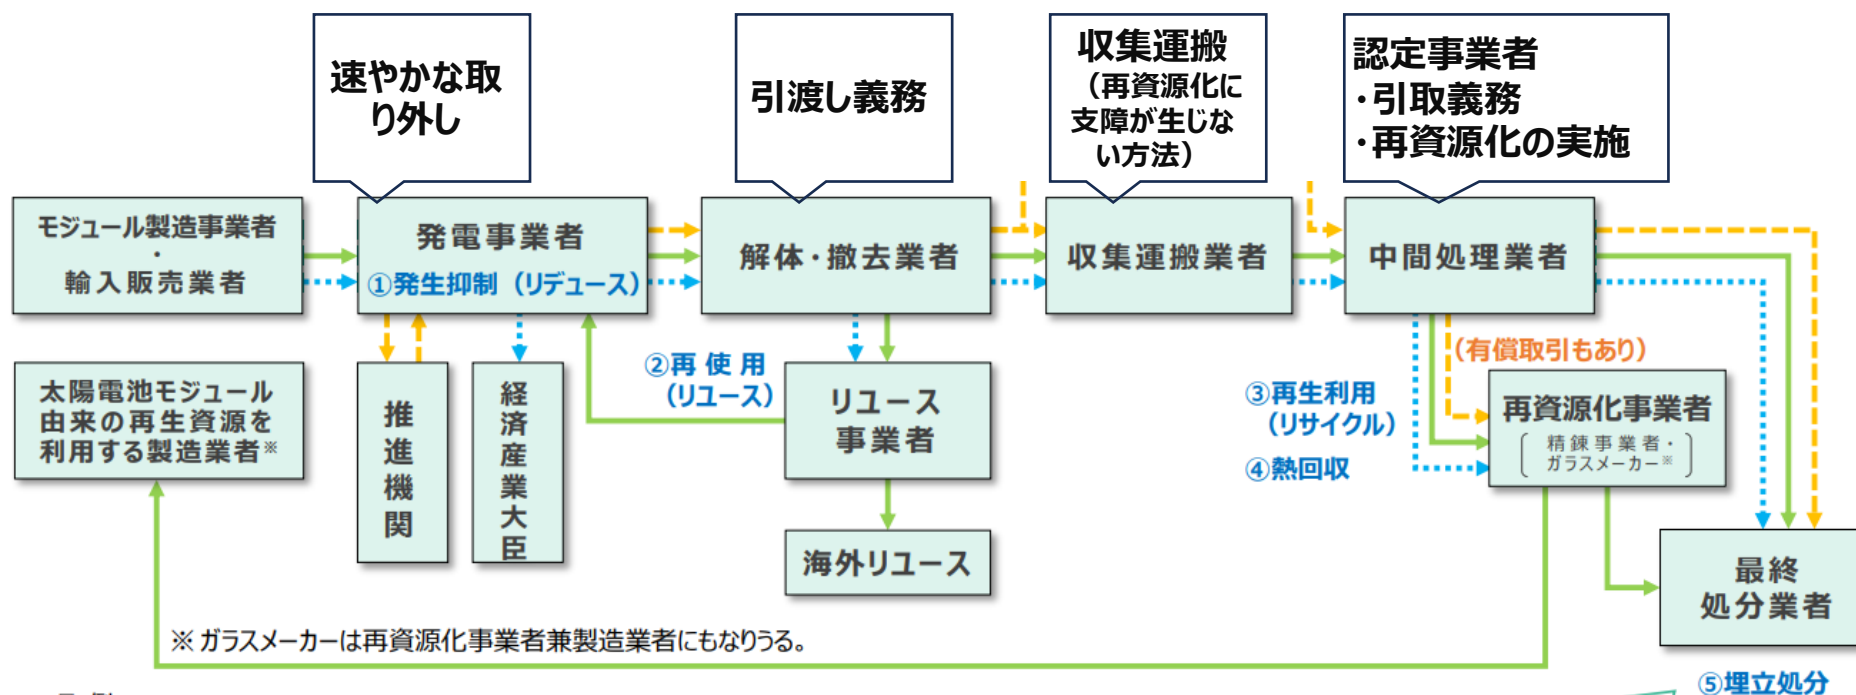 速やかな取
り外し
引渡し義務
収集運搬
（再資源化に
支障が生じな
い方法）
認定事業者
・引取義務
・再資源化の実施
モジュール製造事業者
・
輸入販売業者
発電事業者
①発生抑制（リデュース）
解体・撤去業者
収集運搬業者
中間処理業者
太陽電池モジュール
由来の再生資源を
利用する製造業者※
推進機関
経済産業大臣
②再使用
（リユース）
リユース
事業者
海外リユース
③再生利用
（リサイクル）
④熱回収
（有償取引もあり）
再資源化事業者
精錬事業者・
ガラスメーカー※
最終
処分業者
⑤埋立処分
※ ガラスメーカーは再資源化事業者兼製造業者にもなりうる。